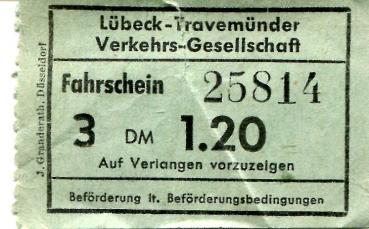 Lübeck-Travemünder
Verkehrs-Gesellschaft
Fahrschein 25814
3 DM 1.20
Auf Verlangen vorzuzeigen
Beförderung lt. Beförderungsbedingungen
J. Granderath, Düsseldorf